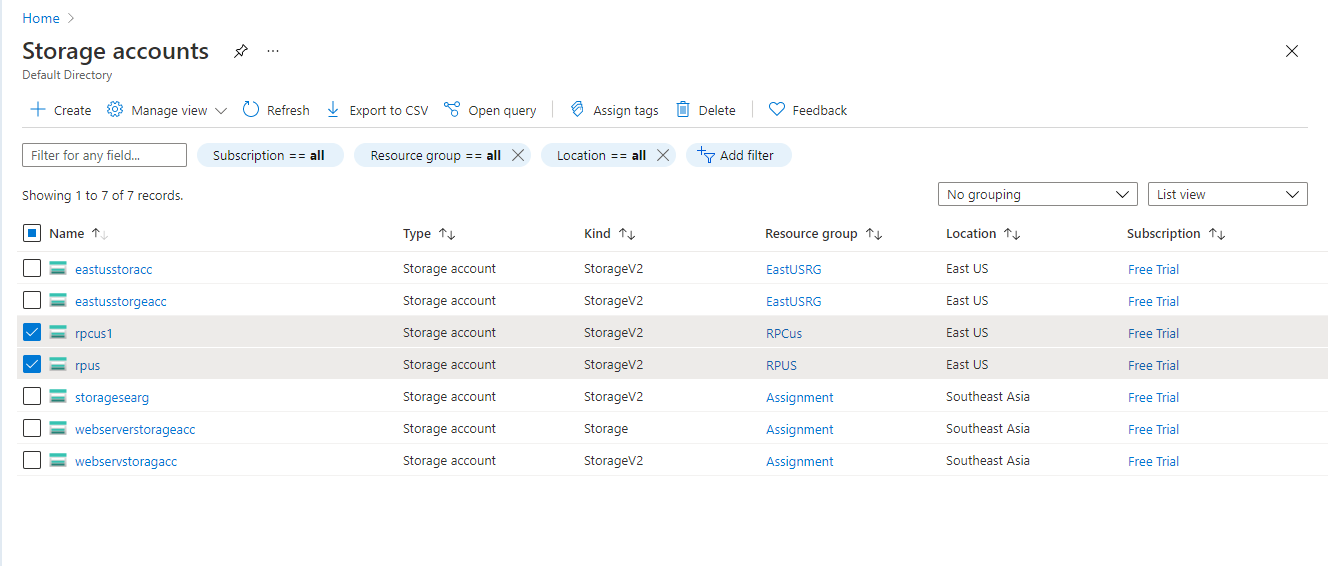 Home
Storage accounts ...
Default Directory
Create Manage view Refresh Export to CSV Open query Assign tags Delete Feedback
Filter for any field... Subscription == all Resource group == all Location == all Add filter
Showing 1 to 7 of 7 records. No grouping List view
Name Type Kind Resource group Location Subscription
eastusstoracc Storage account StorageV2 EastUSRG East US Free Trial
eastusstorgeacc Storage account StorageV2 EastUSRG East US Free Trial
rpcus1 Storage account StorageV2 RPCus East US Free Trial
rpus Storage account StorageV2 RPUS East US Free Trial
storagesearg Storage account StorageV2 Assignment Southeast Asia Free Trial
webserverstorageacc Storage account Storage Assignment Southeast Asia Free Trial
webservstoragacc Storage account StorageV2 Assignment Southeast Asia Free Trial